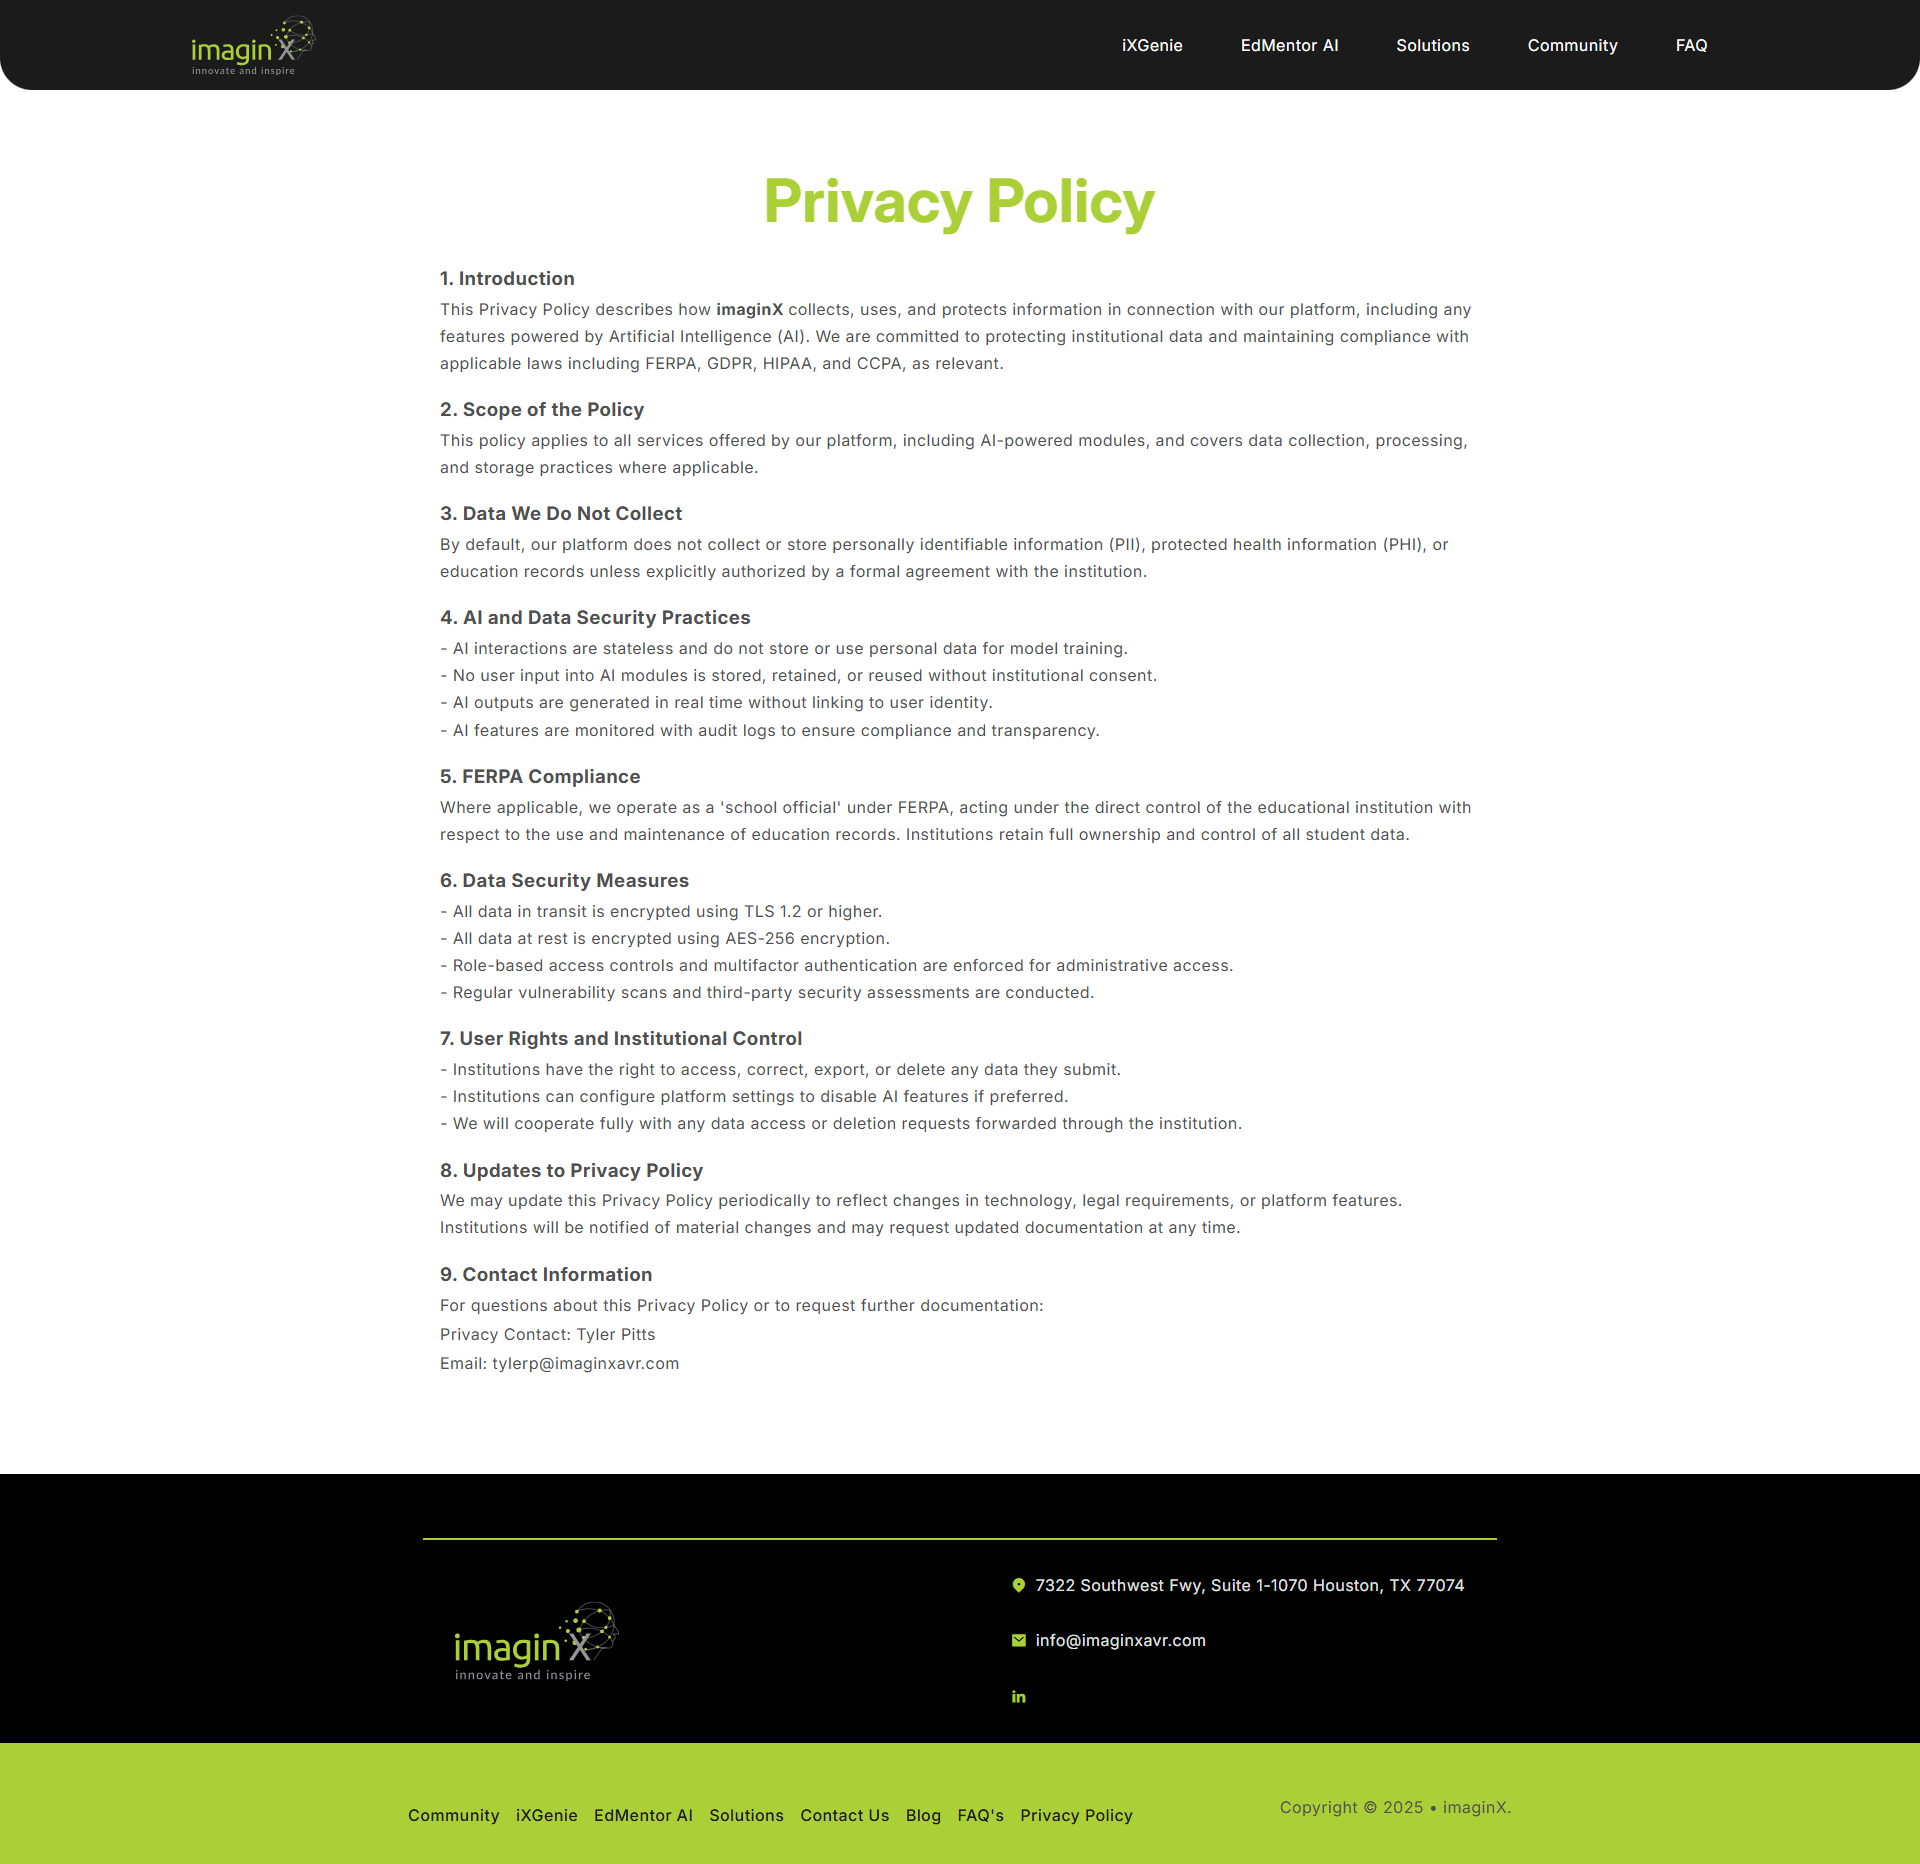 imaginX
innovate and inspire
iXGenie
EdMentor AI
Solutions
Community
FAQ
Privacy Policy
1. Introduction
This Privacy Policy describes how imaginX collects, uses, and protects information in connection with our platform, including any
features powered by Artificial Intelligence (AI). We are committed to protecting institutional data and maintaining compliance with
applicable laws including FERPA, GDPR, HIPAA, and CCPA, as relevant.
2. Scope of the Policy
This policy applies to all services offered by our platform, including AI-powered modules, and covers data collection, processing,
and storage practices where applicable.
3. Data We Do Not Collect
By default, our platform does not collect or store personally identifiable information (PII), protected health information (PHI), or
education records unless explicitly authorized by a formal agreement with the institution.
4. AI and Data Security Practices
- AI interactions are stateless and do not store or use personal data for model training.
- No user input into AI modules is stored, retained, or reused without institutional consent.
- AI outputs are generated in real time without linking to user identity.
- AI features are monitored with audit logs to ensure compliance and transparency.
5. FERPA Compliance
Where applicable, we operate as a 'school official' under FERPA, acting under the direct control of the educational institution with
respect to the use and maintenance of education records. Institutions retain full ownership and control of all student data.
6. Data Security Measures
- All data in transit is encrypted using TLS 1.2 or higher.
- All data at rest is encrypted using AES-256 encryption.
- Role-based access controls and multifactor authentication are enforced for administrative access.
- Regular vulnerability scans and third-party security assessments are conducted.
7. User Rights and Institutional Control
- Institutions have the right to access, correct, export, or delete any data they submit.
- Institutions can configure platform settings to disable AI features if preferred.
- We will cooperate fully with any data access or deletion requests forwarded through the institution.
8. Updates to Privacy Policy
We may update this Privacy Policy periodically to reflect changes in technology, legal requirements, or platform features.
Institutions will be notified of material changes and may request updated documentation at any time.
9. Contact Information
For questions about this Privacy Policy or to request further documentation:
Privacy Contact: Tyler Pitts
Email: tylerp@imaginxavr.com
imaginX
innovate and inspire
7322 Southwest Fwy, Suite 1-1070 Houston, TX 77074
info@imaginxavr.com
in
Community iXGenie EdMentor AI Solutions Contact Us Blog FAQ's Privacy Policy
Copyright © 2025 • imaginX.